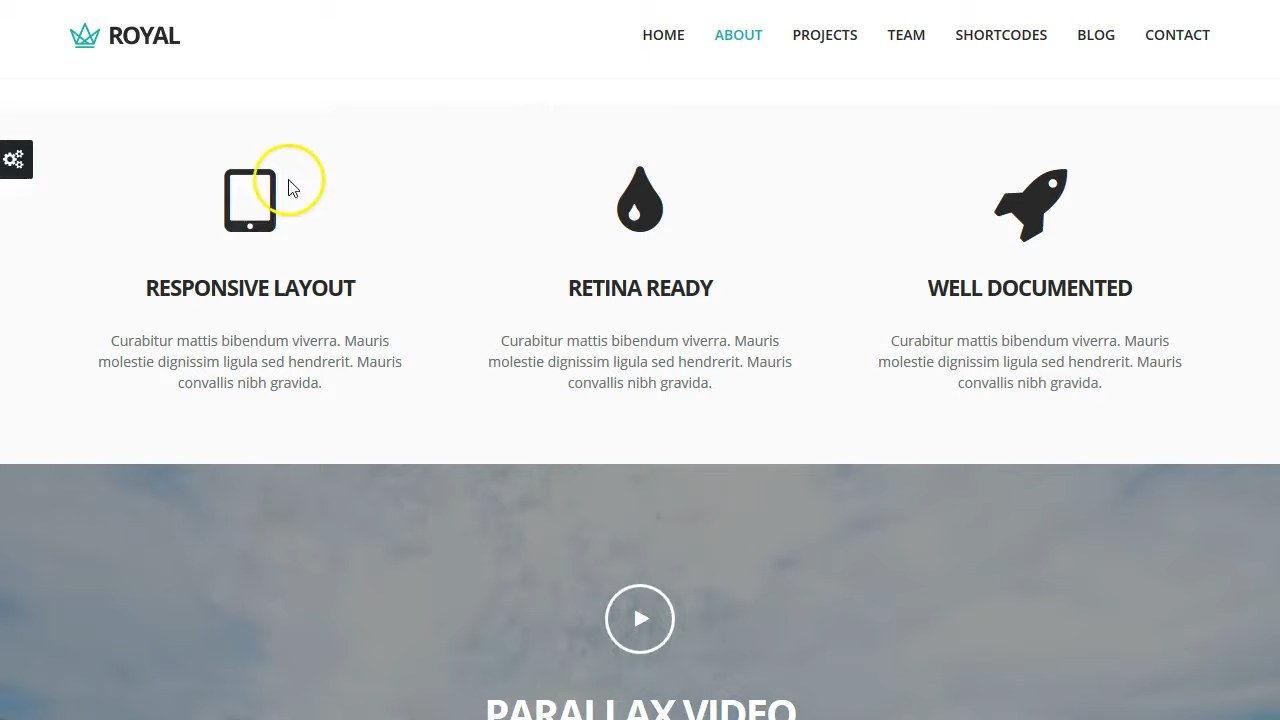 ROYAL
HOME ABOUT PROJECTS TEAM SHORTCODES BLOG CONTACT
RESPONSIVE LAYOUT
Curabitur mattis bibendum viverra. Mauris
molestie dignissim ligula sed hendrerit. Mauris
convallis nibh gravida.
RETINA READY
Curabitur mattis bibendum viverra. Mauris
molestie dignissim ligula sed hendrerit. Mauris
convallis nibh gravida.
WELL DOCUMENTED
Curabitur mattis bibendum viverra. Mauris
molestie dignissim ligula sed hendrerit. Mauris
convallis nibh gravida.
PARALLAX VIDEO